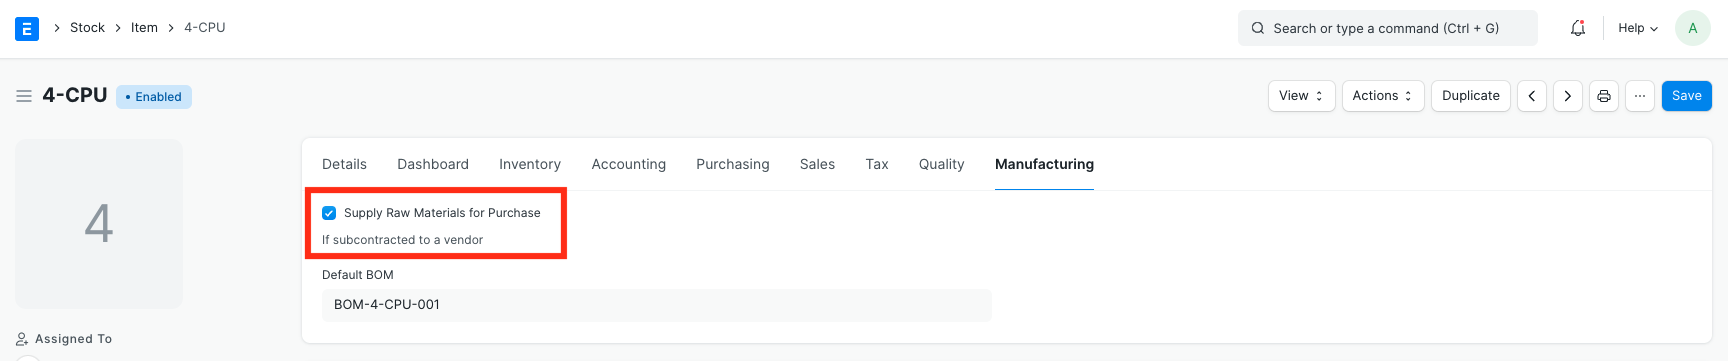 E > Stock > Item > 4-CPU
Search or type a command (Ctrl + G)
Help
A
4-CPU
• Enabled
View
Actions
Duplicate
...
Save
4
Details
Dashboard
Inventory
Accounting
Purchasing
Sales
Tax
Quality
Manufacturing
Supply Raw Materials for Purchase
If subcontracted to a vendor
Default BOM
BOM-4-CPU-001
Assigned To